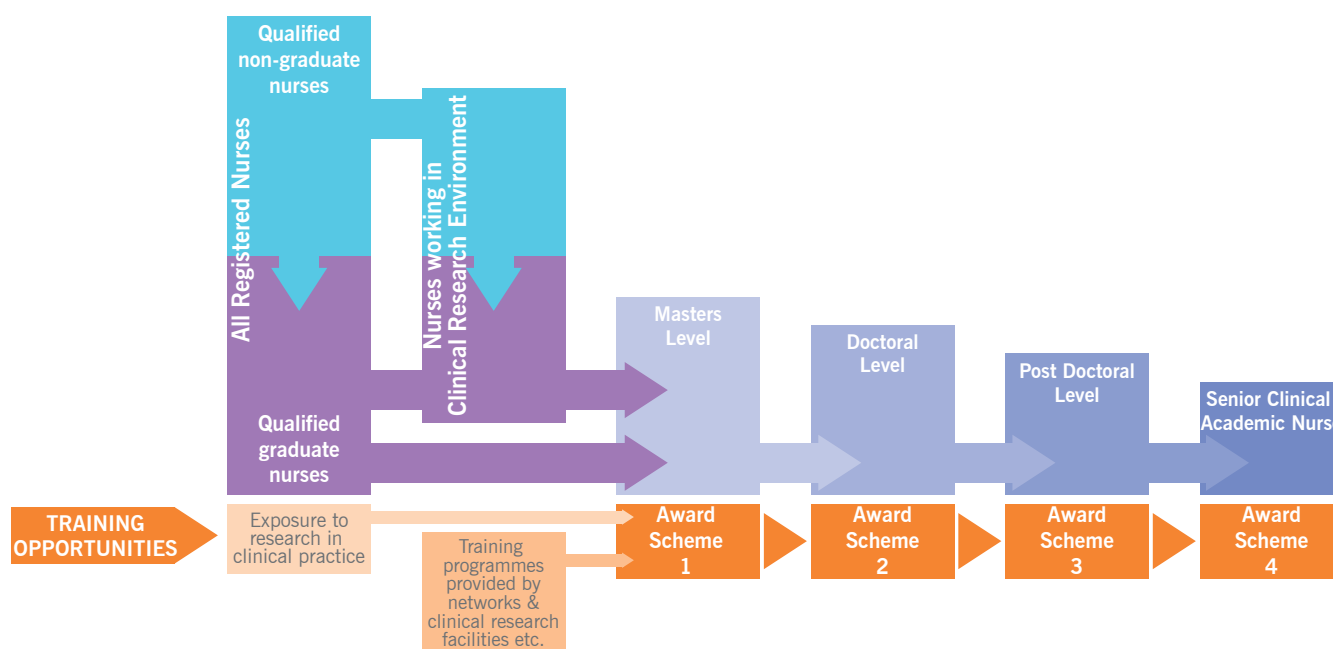 Qualified
non-graduate
nurses
All Registered Nurses
Nurses working in
Clinical Research Environment
Qualified
graduate
nurses
Masters
Level
Doctoral
Level
Post Doctoral
Level
Senior Clinical
Academic Nurs
TRAINING
OPPORTUNITIES
Exposure to
research in
clinical practice
Training
programmes
provided by
networks &
clinical research
facilities etc.
Award
Scheme
1
Award
Scheme
2
Award
Scheme
3
Award
Scheme
4